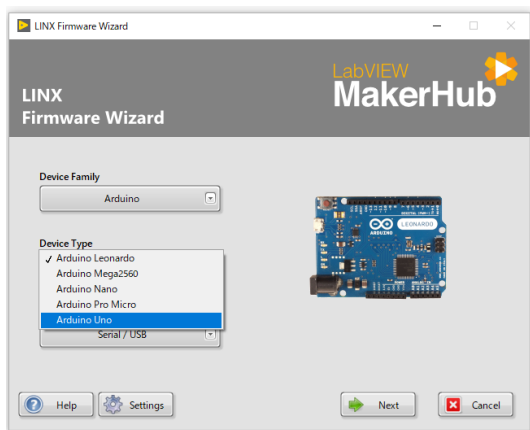 LINX Firmware Wizard
LINX
Firmware Wizard
LabVIEW
MakerHub
Device Family
Arduino
Device Type
✓ Arduino Leonardo
Arduino Mega2560
Arduino Nano
Arduino Pro Micro
Arduino Uno
Serial / USB
ARDUINO
LEONARDO
Help
Settings
Next
Cancel